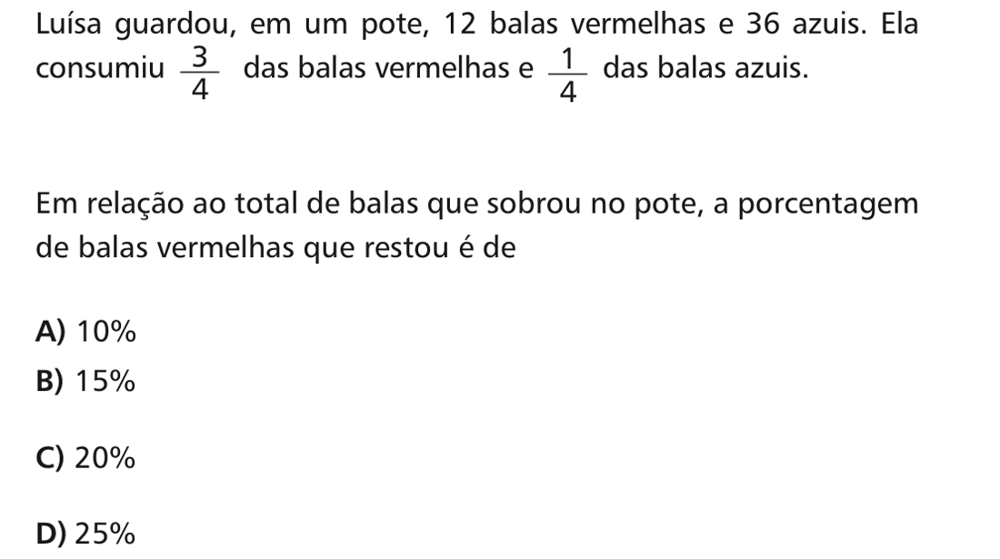 Luísa guardou, em um pote, 12 balas vermelhas e 36 azuis. Ela
consumiu 3/4 das balas vermelhas e 1/4 das balas azuis.
Em relação ao total de balas que sobrou no pote, a porcentagem
de balas vermelhas que restou é de
A) 10%
B) 15%
C) 20%
D) 25%